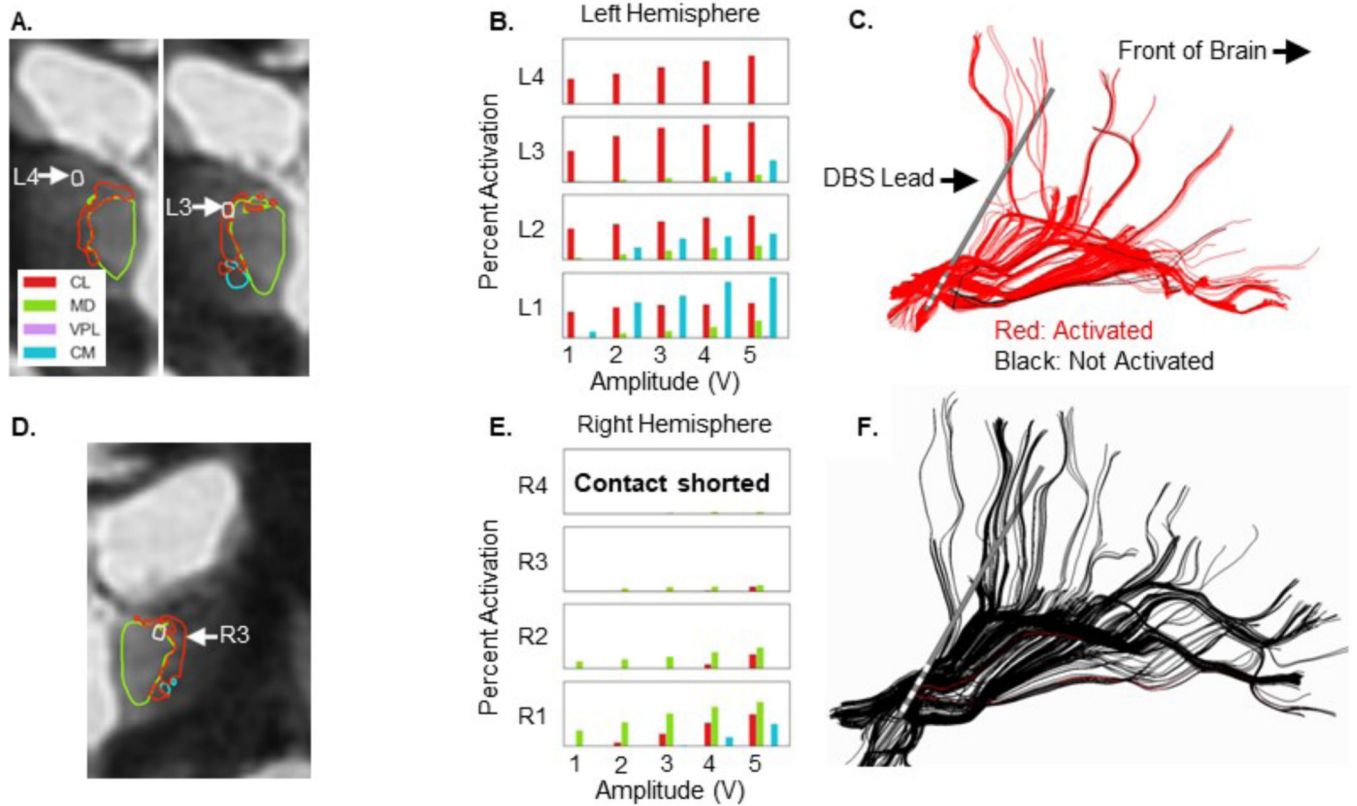 A.
L4
L3
CL
MD
VPL
CM
B.
Left Hemisphere
Percent Activation
L4
L3
L2
L1
1 2 3 4 5
Amplitude (V)
C.
Front of Brain
DBS Lead
Red: Activated
Black: Not Activated
D.
R3
E.
Right Hemisphere
Percent Activation
R4
Contact shorted
R3
R2
R1
1 2 3 4 5
Amplitude (V)
F.